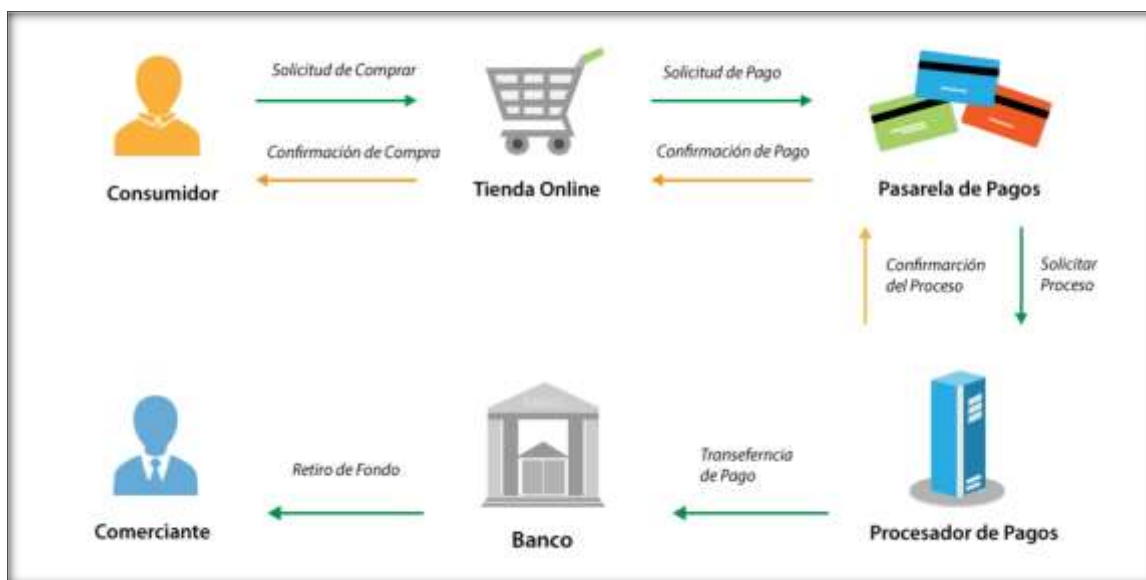 Solicitud de Comprar
Solicitud de Pago
Confirmación de Compra
Confirmación de Pago
Consumidor
Tienda Online
Pasarela de Pagos
Confirmarción
del Proceso
Solicitar
Proceso
Retiro de Fondo
Transeferncia
de Pago
Comerciante
Banco
Procesador de Pagos